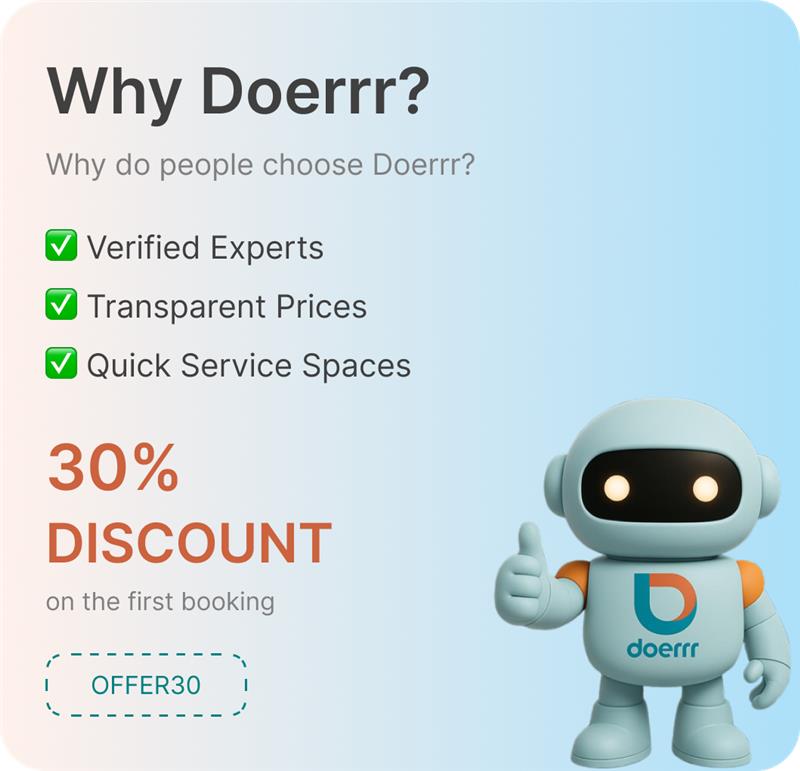 Why Doerrr?
Why do people choose Doerrr?
✅ Verified Experts
✅ Transparent Prices
✅ Quick Service Spaces
30%
DISCOUNT
on the first booking
OFFER30
doerrr